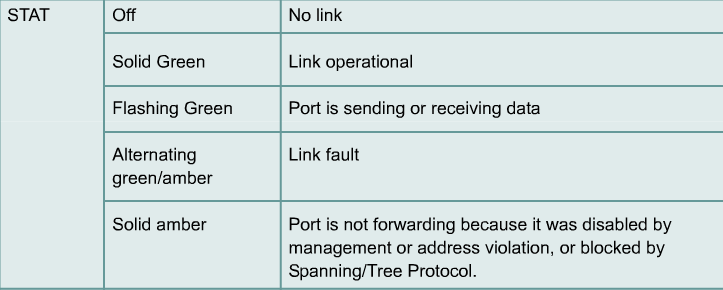 STAT Off No link
Solid Green Link operational
Flashing Green Port is sending or receiving data
Alternating Link fault
green/amber
Solid amber Port is not forwarding because it was disabled by
management or address violation, or blocked by
Spanning/Tree Protocol.